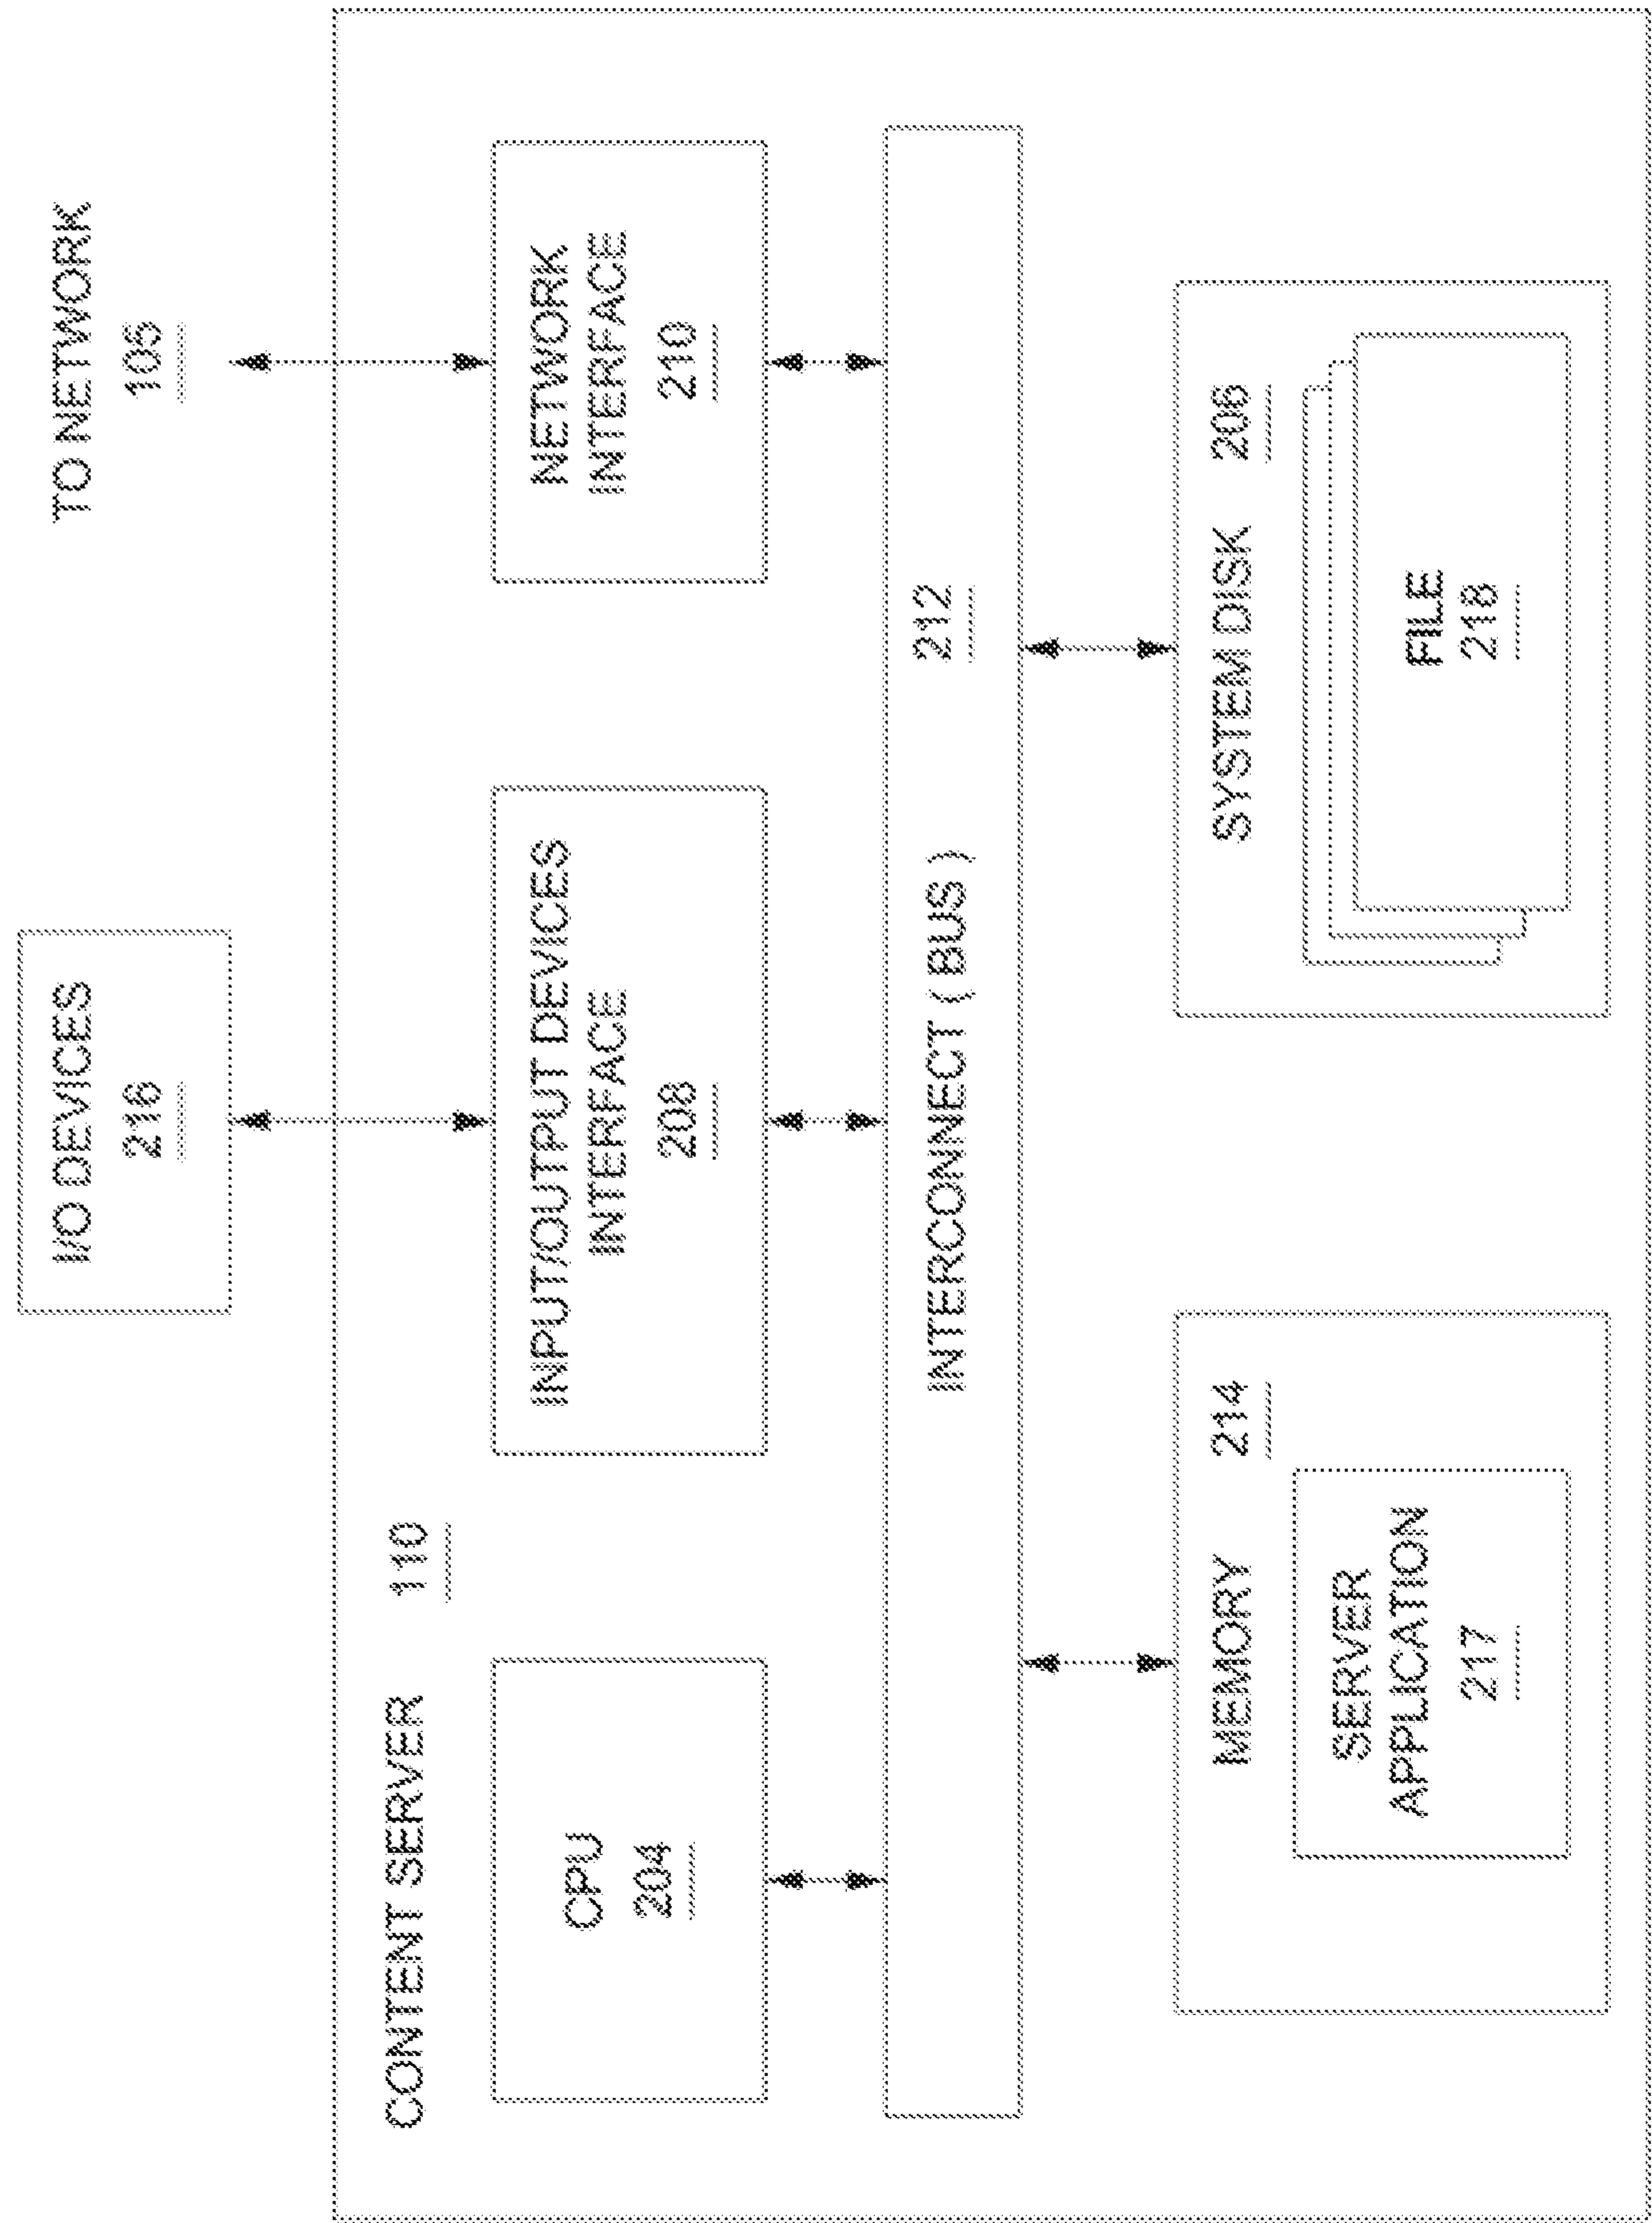 I/O DEVICES
216
TO NETWORK
105
CONTENT SERVER 110
CPU
204
INPUT/OUTPUT DEVICES
INTERFACE
208
NETWORK
INTERFACE
210
INTERCONNECT ( BUS ) 212
MEMORY 214
SERVER
APPLICATION
217
SYSTEM DISK 206
FILE
218